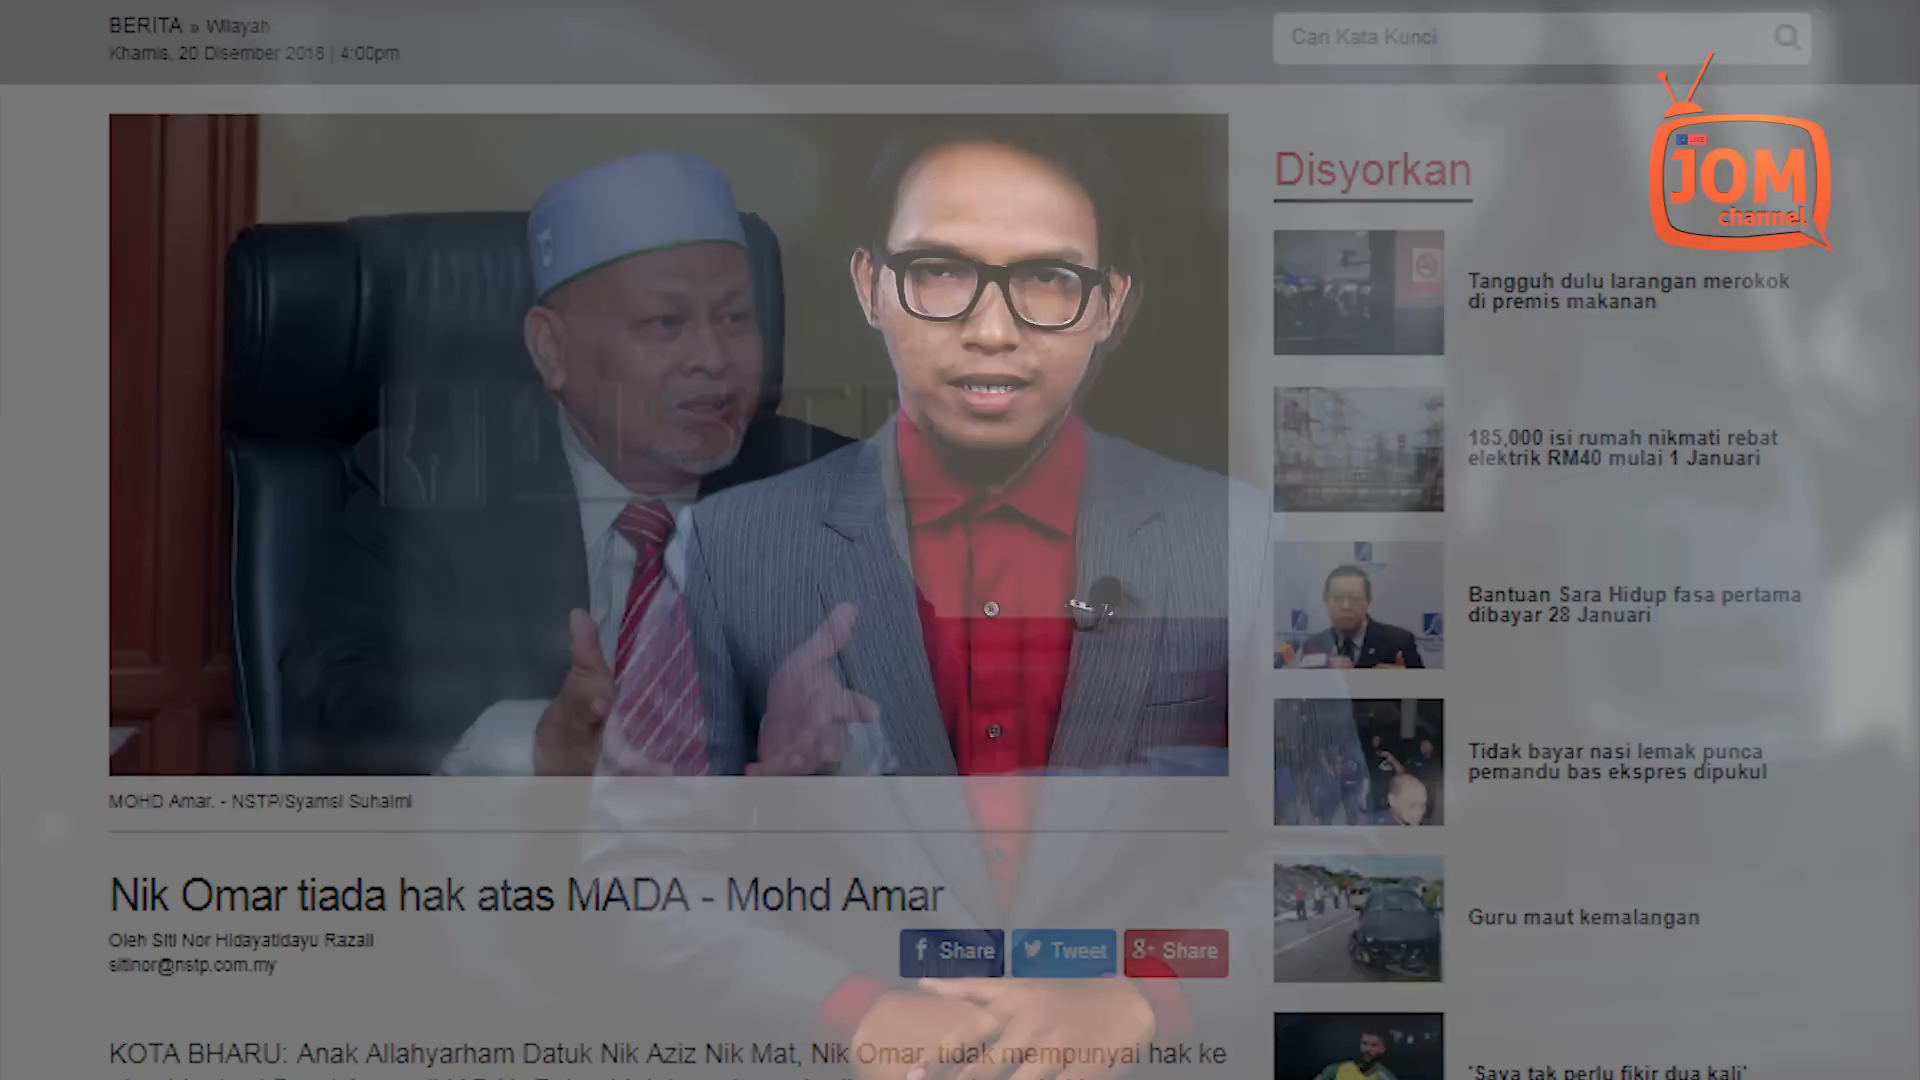 BERITA » Wilayah
Khamis, 20 Disember 2018 | 4:00pm
Cari Kata Kunci
LIVE
JOM
channel
Disyorkan
Tangguh dulu larangan merokok
di premis makanan
185,000 isi rumah nikmati rebat
elektrik RM40 mulai 1 Januari
Bantuan Sara Hidup fasa pertama
dibayar 28 Januari
Tidak bayar nasi lemak punca
pemandu bas ekspres dipukul
Guru maut kemalangan
'Saya tak perlu fikir dua kali'
MOHD Amar. - NSTP/Syamsi Suhaimi
Nik Omar tiada hak atas MADA - Mohd Amar
Oleh Siti Nor Hidayatidayu Razali
sitinor@nstp.com.my
Share
Tweet
Share
KOTA BHARU: Anak Allahyarham Datuk Nik Aziz Nik Mat, Nik Omar, tidak mempunyai hak ke